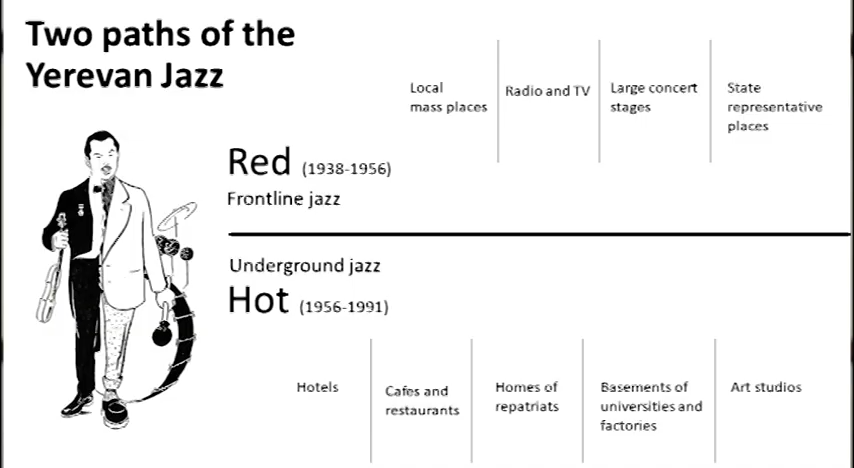 Two paths of the
Yerevan Jazz
Local
mass places
Radio and TV
Large concert
stages
State
representative
places
Red (1938-1956)
Frontline jazz
Underground jazz
Hot (1956-1991)
Hotels
Cafes and
restaurants
Homes of
repatriats
Basements of
universities and
factories
Art studios